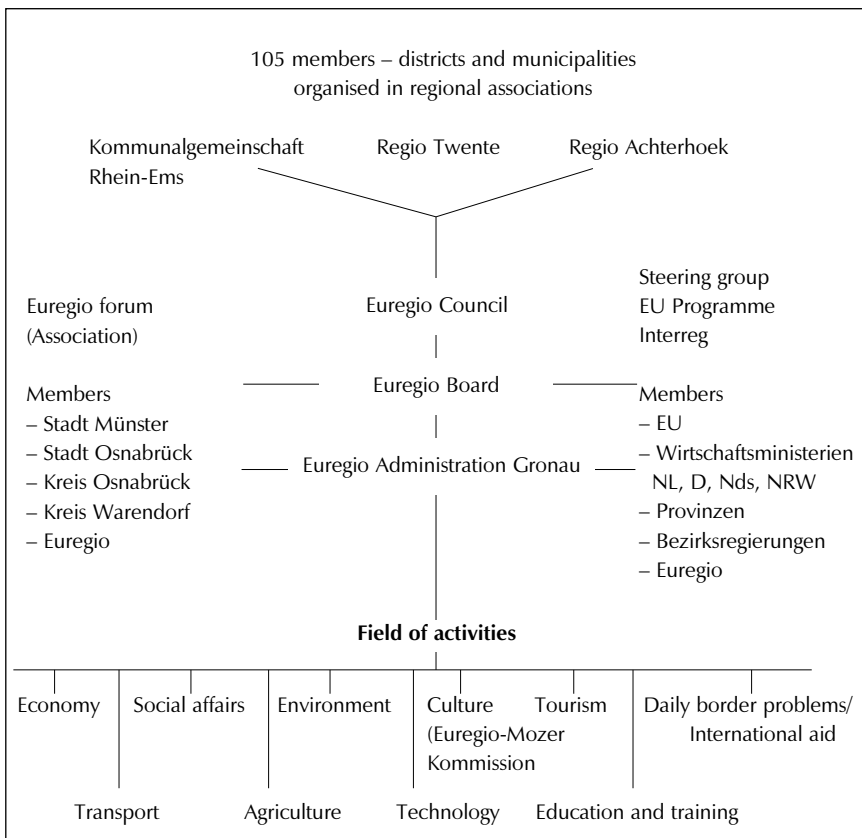 105 members – districts and municipalities
organised in regional associations
Kommunalgemeinschaft
Rhein-Ems
Regio Twente
Regio Achterhoek
Euregio forum
(Association)
Members
– Stadt Münster
– Stadt Osnabrück
– Kreis Osnabrück
– Kreis Warendorf
– Euregio
Euregio Council
Euregio Board
Euregio Administration Gronau
Steering group
EU Programme
Interreg
Members
– EU
– Wirtschaftsministerien
NL, D, Nds, NRW
– Provinzen
– Bezirksregierungen
– Euregio
Field of activities
Economy
Social affairs
Environment
Culture
(Euregio-Mozer
Kommission
Tourism
Daily border problems/
International aid
Transport
Agriculture
Technology
Education and training